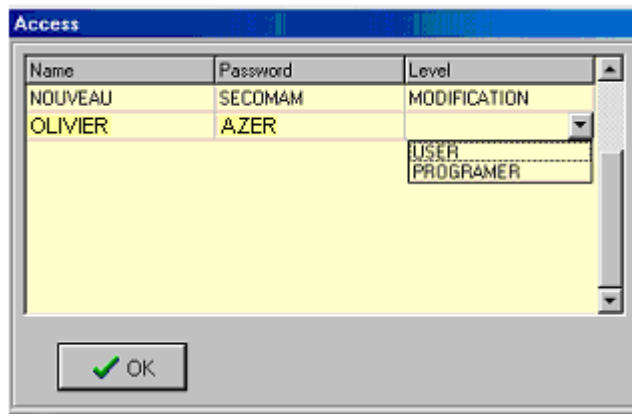 Access
Name Password Level
NOUVEAU SECOMAM MODIFICATION
OLIVIER AZER
USER
PROGRAMER
OK